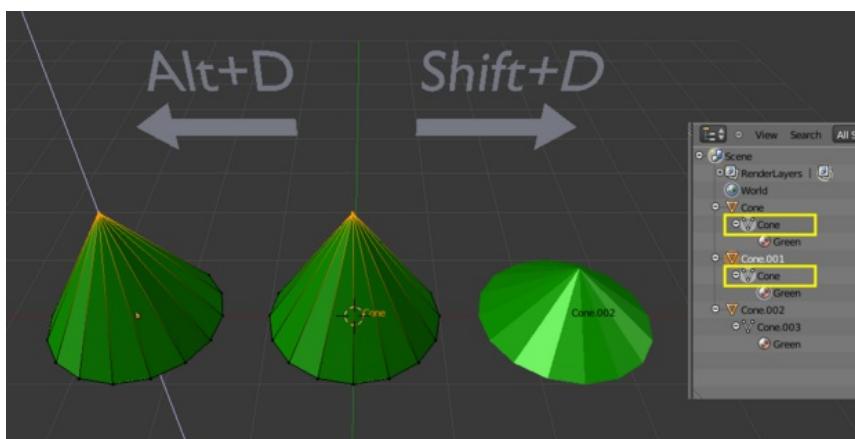 Alt+D
Shift+D
View Search All S
Scene
RenderLayers |
World
Cone
Cone
Green
Cone.001
Cone
Green
Cone.002
Cone.003
Green
Cone
Cone.002